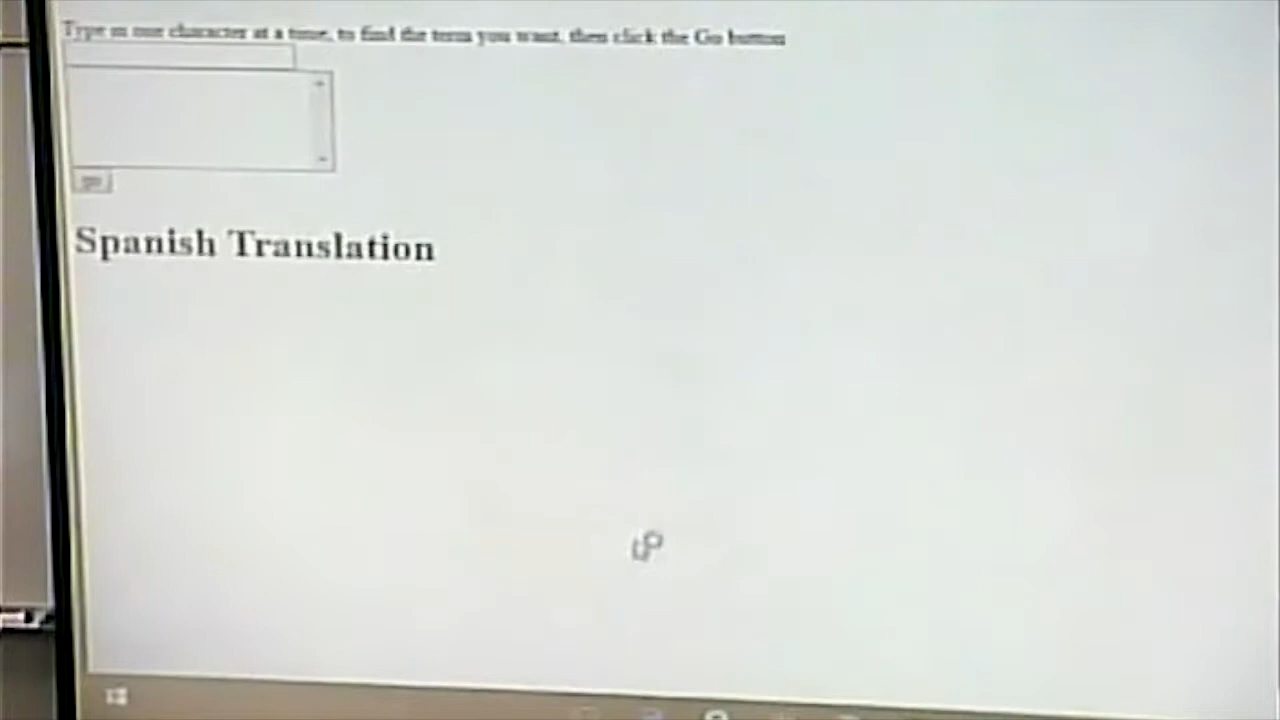 Type in one character at a time, to find the term you want, then click the Go button
Spanish Translation